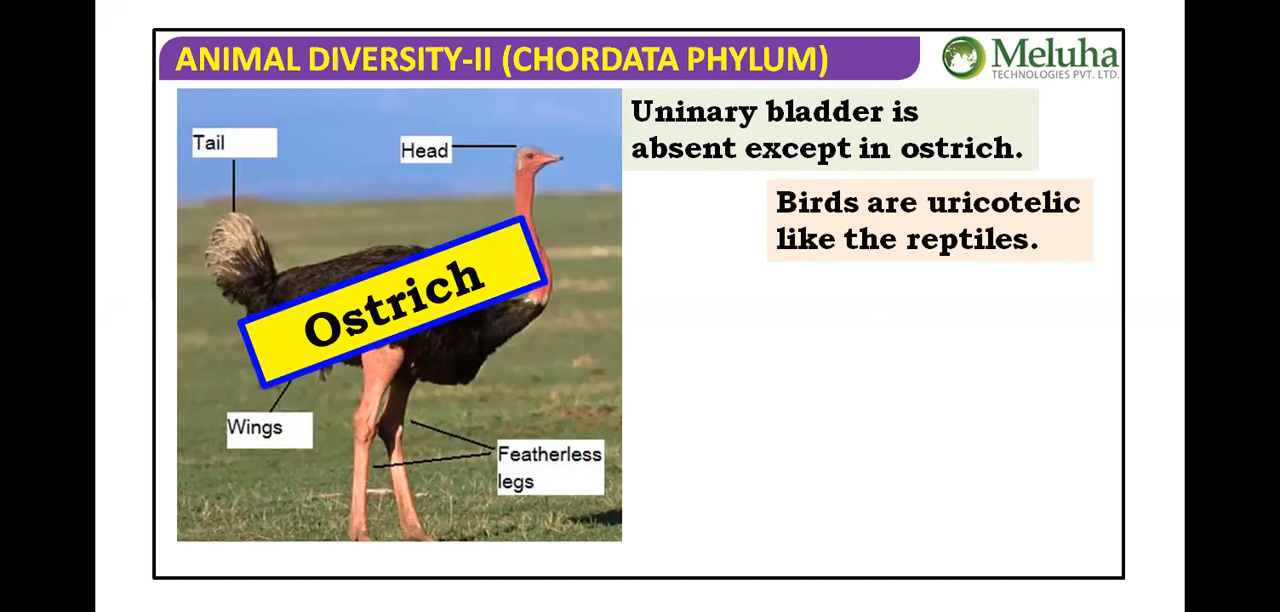 ANIMAL DIVERSITY-II (CHORDATA PHYLUM)
Meluha
TECHNOLOGIES PVT. LTD.
Uninary bladder is
absent except in ostrich.
Birds are uricotelic
like the reptiles.
Tail
Head
Ostrich
Wings
Featherless
legs